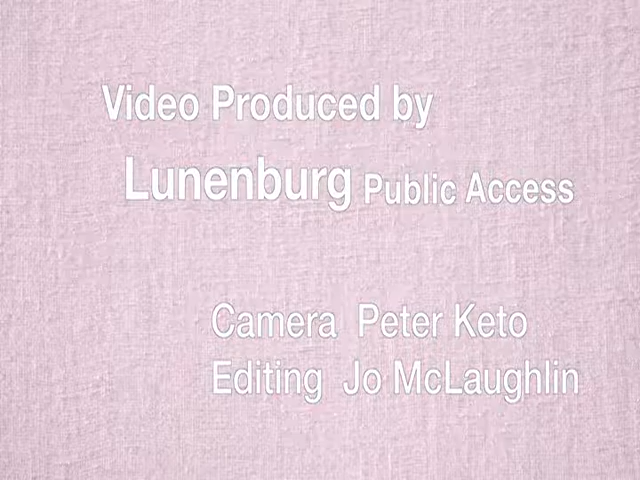 Video Produced by
Lunenburg Public Access
Camera Peter Keto
Editing Jo McLaughlin